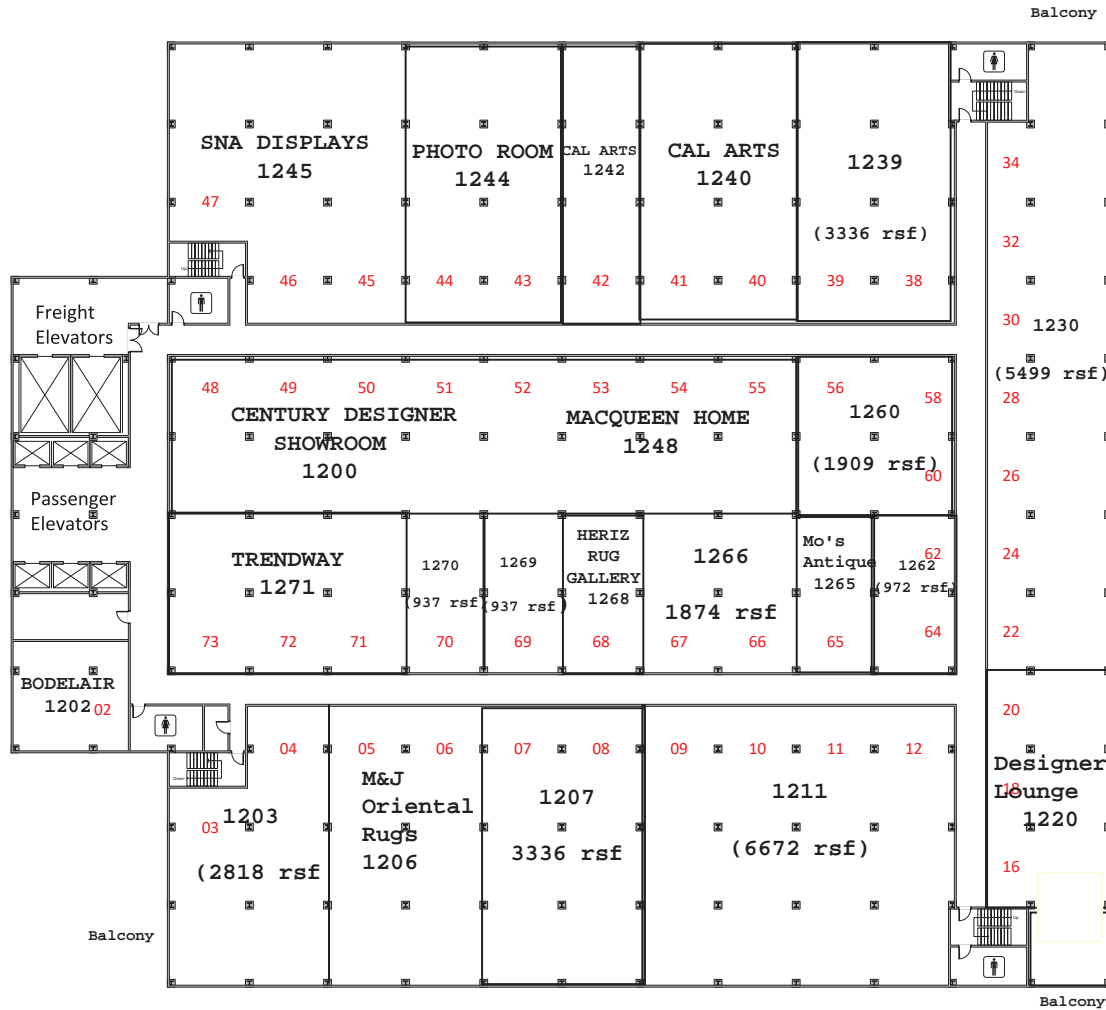 Balcony
SNA DISPLAYS
1245
47
46
45
PHOTO ROOM
1244
44
43
CAL ARTS
1242
42
CAL ARTS
1240
41
40
1239
(3336 rsf)
39
38
Down
34
32
30
1230
(5499 rsf)
28
26
24
22
Up
Freight
Elevators
Passenger
Elevators
48
49
50
51
52
53
54
55
56
58
CENTURY DESIGNER
SHOWROOM
1200
MACQUEEN HOME
1248
1260
(1909 rsf)
60
TRENDWAY
1271
73
72
71
1270
(937 rsf)
70
1269
(937 rsf)
69
HERIZ
RUG
GALLERY
1268
68
1266
1874 rsf
67
66
Mo's
Antique
1265
65
62
1262
(972 rsf)
64
BODELAIR
1202
02
Down
04
1203
03
(2818 rsf
05
06
M&J
Oriental
Rugs
1206
07
08
1207
3336 rsf
09
10
11
12
1211
(6672 rsf)
20
Designer
18
Lounge
1220
16
Up
Balcony
Balcony